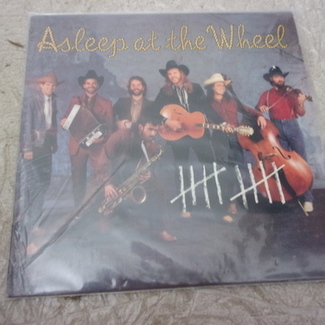 Asleep at the Wheel